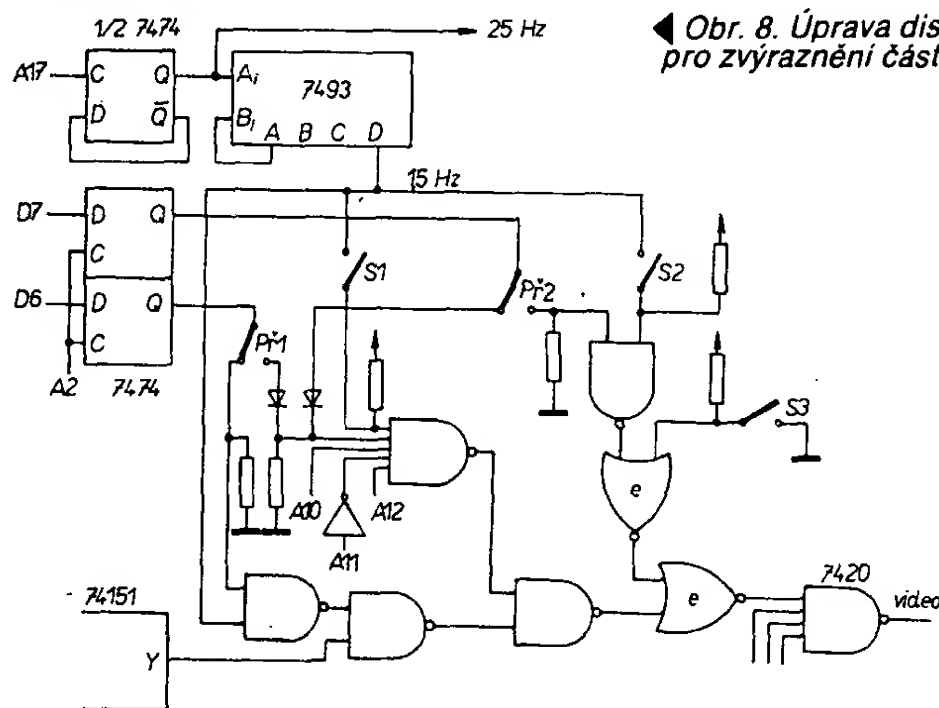 1/2 7474
25 Hz
◀ Obr. 8. Úprava dis
pro zvýraznění část
A17
C Q
D Q̅
Ai
7493
Bi
A B C D
15 Hz
D7
D Q
C
D6
D Q
C
A2
7474
S1
Př2
S2
Př1
S3
A10
A12
A11
e
74151
Y
e
7420
video